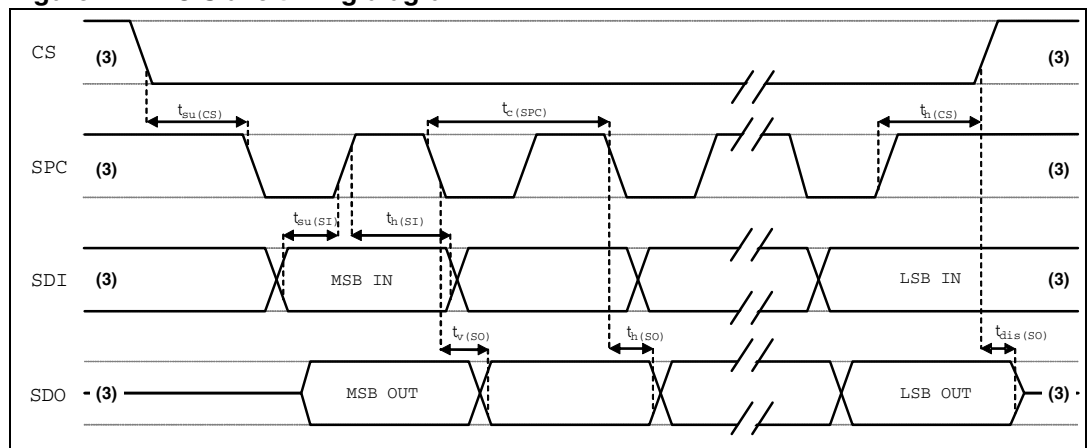 CS (3) (3)
t_su(CS) t_c(SPC) t_h(CS)
SPC (3) (3)
t_su(SI) t_h(SI)
SDI (3) MSB IN LSB IN (3)
t_v(SO) t_h(SO) t_dis(SO)
SDO (3) MSB OUT LSB OUT (3)